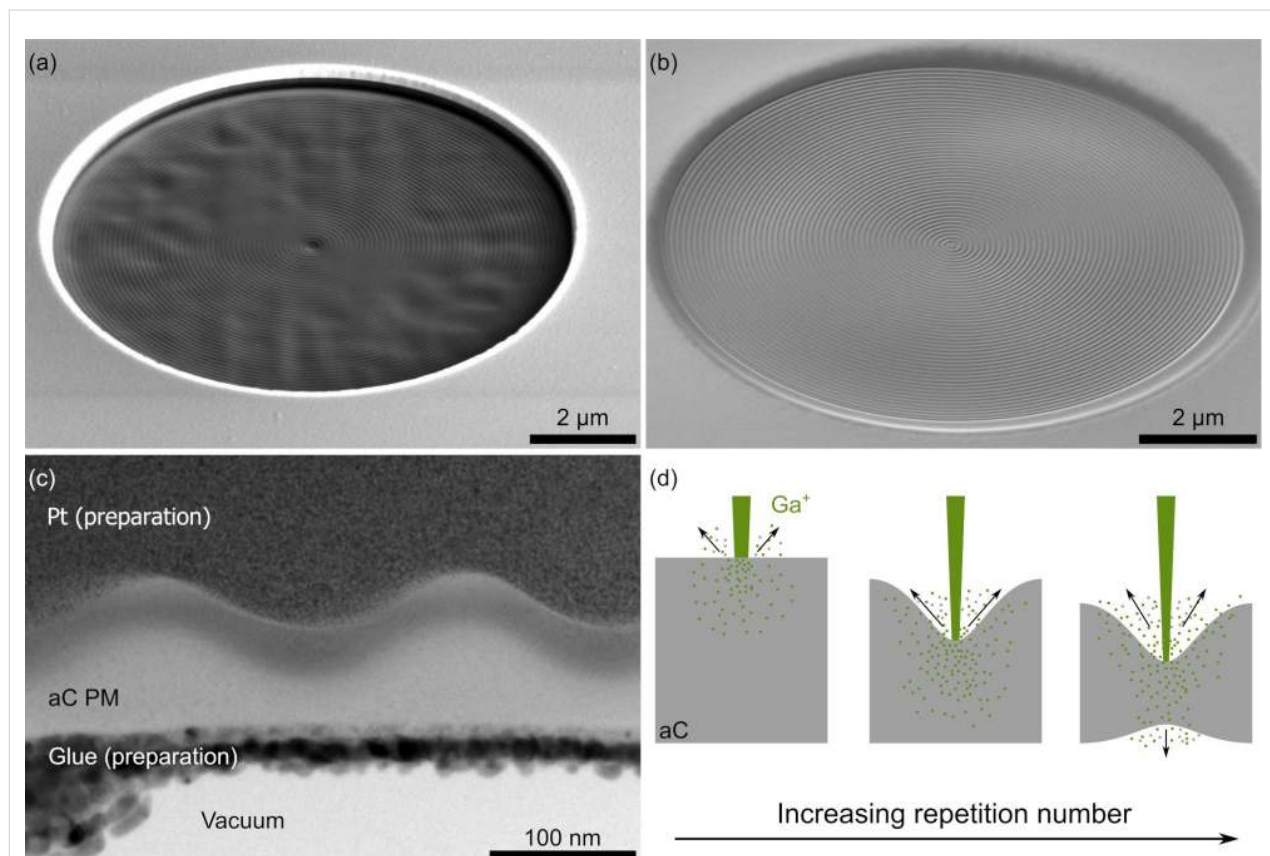 (a)
2 µm
(b)
2 µm
(c)
Pt (preparation)
aC PM
Glue (preparation)
Vacuum
100 nm
(d)
Ga⁺
aC
Increasing repetition number